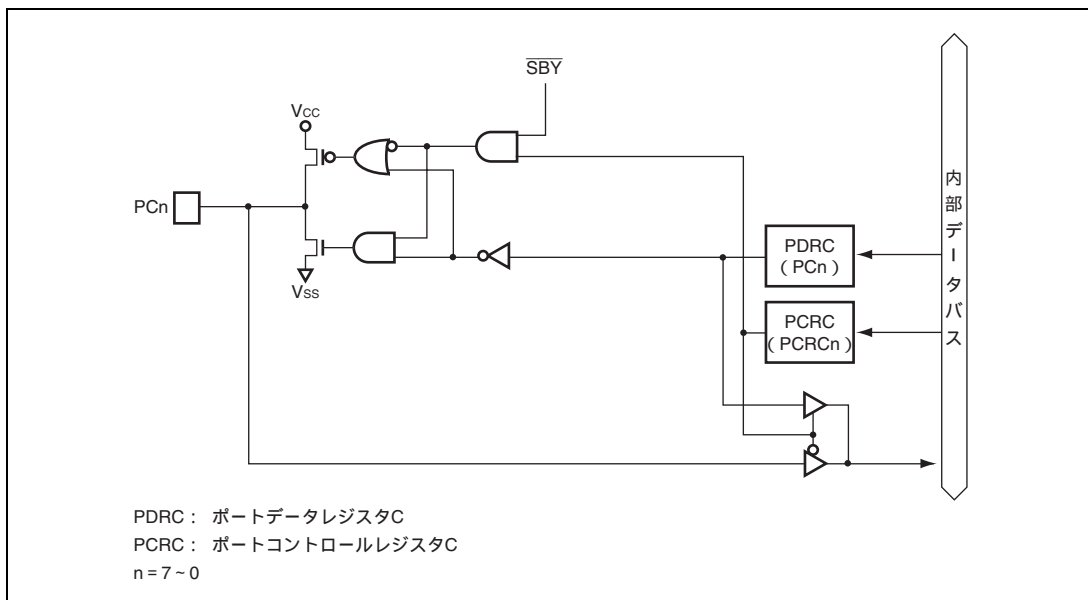 SBY
VCC
PCn
VSS
PDRC
(PCn)
PCRC
(PCRCn)
内部データバス
PDRC： ポートデータレジスタC
PCRC： ポートコントロールレジスタC
n = 7 ~ 0